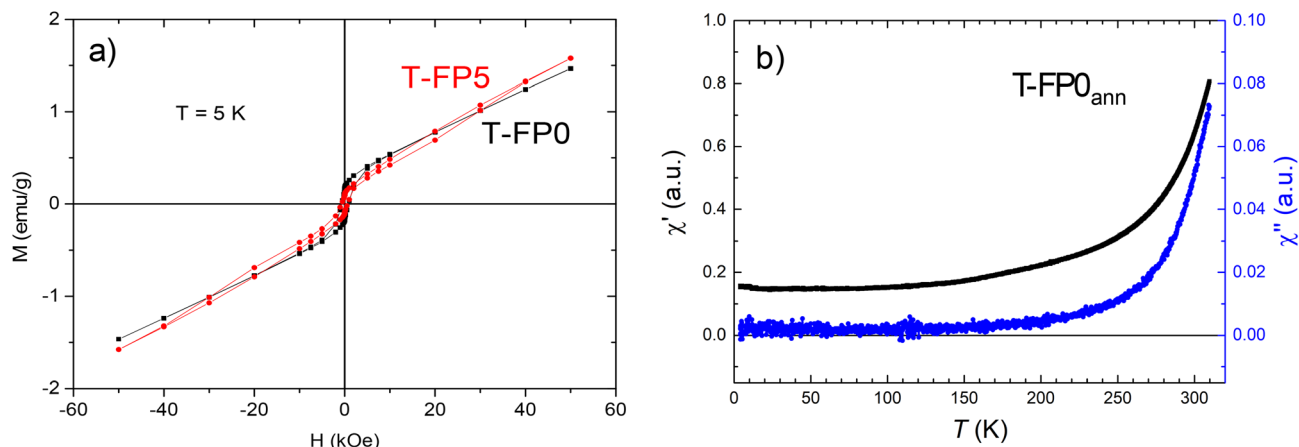 a)
T-FP5
T = 5 K
T-FP0
M (emu/g)
2
1
0
-1
-2
-60
-40
-20
0
20
40
60
H (kOe)
b)
T-FP0ann
χ' (a.u.)
1.0
0.8
0.6
0.4
0.2
0.0
0
50
100
150
200
250
300
T (K)
0.10
0.08
0.06
0.04
0.02
0.00
χ'' (a.u.)